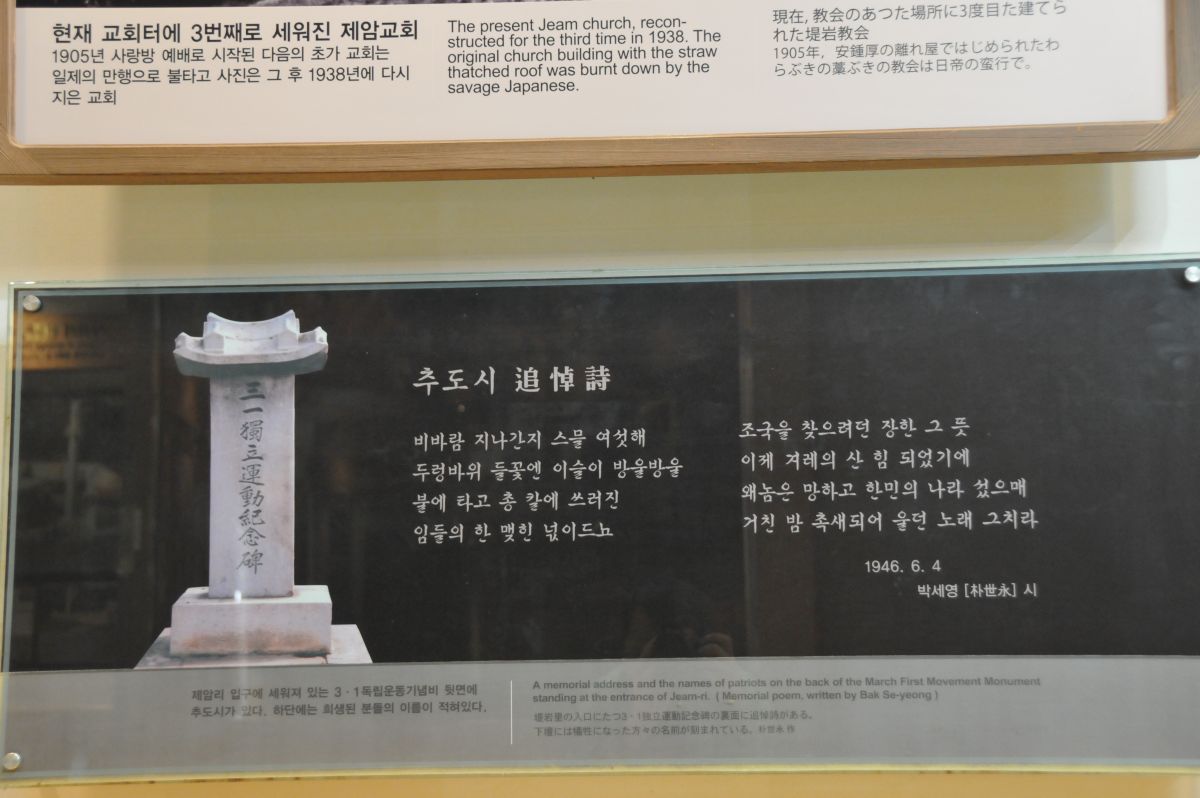 현재 교회터에 3번째로 세워진 제암교회
1905년 사랑방 예배로 시작된 다음의 초가 교회는
일제의 만행으로 불타고 사진은 그 후 1938년에 다시
지은 교회
The present Jeam church, recon-
structed for the third time in 1938. The
original church building with the straw
thatched roof was burnt down by the
savage Japanese.
現在, 教会のあつた場所に3度目た建てら
れた堤岩教会
1905年, 安鍾厚の離れ屋ではじめられたわ
らぶきの藁ぶきの教会は日帝の蛮行で。
三一獨立運動紀念碑
추도시 追悼詩
비바람 지나간지 스물 여섯해
두렁바위 들꽃엔 이슬이 방울방울
불에 타고 총 칼에 쓰러진
임들의 한 맺힌 넋이드뇨
조국을 찾으려던 장한 그 뜻
이제 겨레의 산 힘 되었기에
왜놈은 망하고 한민의 나라 섰으매
거친 밤 촉새되어 울던 노래 그치라
1946. 6. 4
박세영 [朴世永] 시
제암리 입구에 세워져 있는 3·1독립운동기념비 뒷면에
추도시가 있다. 하단에는 희생된 분들의 이름이 적혀있다.
A memorial address and the names of patriots on the back of the March First Movement Monument
standing at the entrance of Jeam-ri. ( Memorial poem, written by Bak Se-yeong )
堤岩里の入口にたつ3·1独立運動記念碑の裏面に追悼詩がある。
下壇には犠牲になった方々の名前が刻まれている。朴世永 作